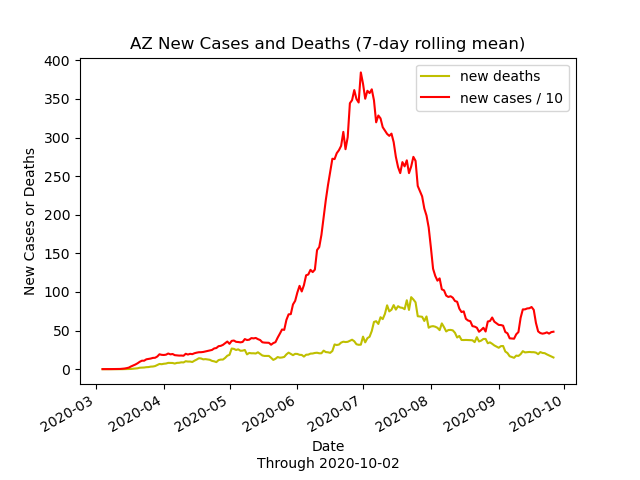 AZ New Cases and Deaths (7-day rolling mean)
new deaths
new cases / 10
New Cases or Deaths
400
350
300
250
200
150
100
50
0
2020-03
2020-04
2020-05
2020-06
2020-07
2020-08
2020-09
2020-10
Date
Through 2020-10-02